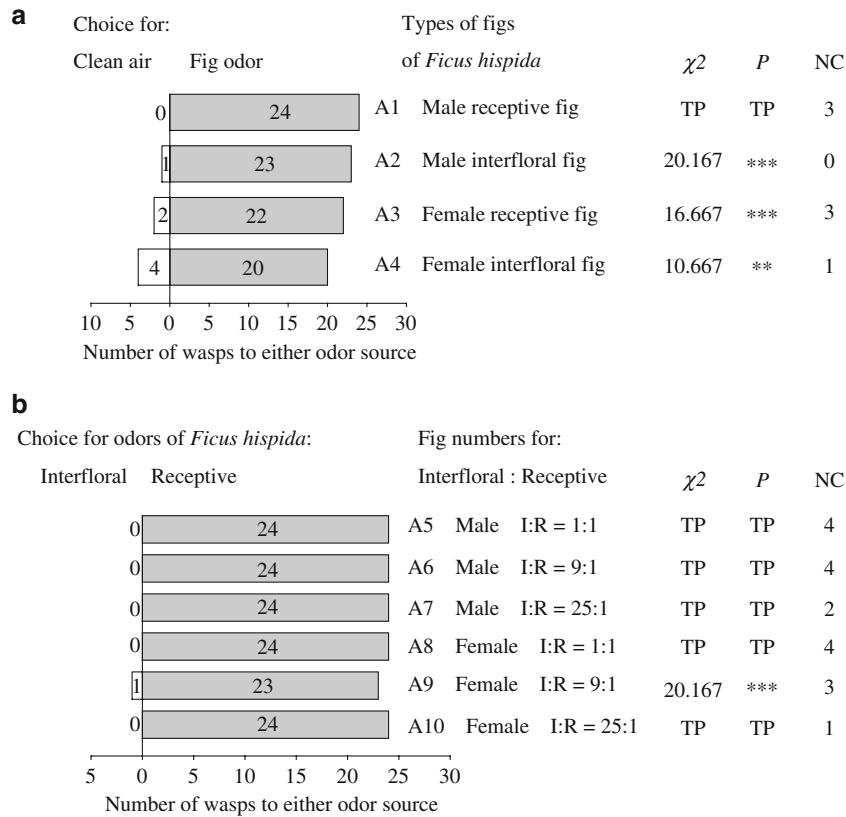 a
Choice for: Types of figs
Clean air Fig odor of Ficus hispida χ2 P NC
0 24 A1 Male receptive fig TP TP 3
1 23 A2 Male interfloral fig 20.167 *** 0
2 22 A3 Female receptive fig 16.667 *** 3
4 20 A4 Female interfloral fig 10.667 ** 1
10 5 0 5 10 15 20 25 30
Number of wasps to either odor source
b
Choice for odors of Ficus hispida: Fig numbers for:
Interfloral Receptive Interfloral : Receptive χ2 P NC
0 24 A5 Male I:R = 1:1 TP TP 4
0 24 A6 Male I:R = 9:1 TP TP 4
0 24 A7 Male I:R = 25:1 TP TP 2
0 24 A8 Female I:R = 1:1 TP TP 4
1 23 A9 Female I:R = 9:1 20.167 *** 3
0 24 A10 Female I:R = 25:1 TP TP 1
5 0 5 10 15 20 25 30
Number of wasps to either odor source